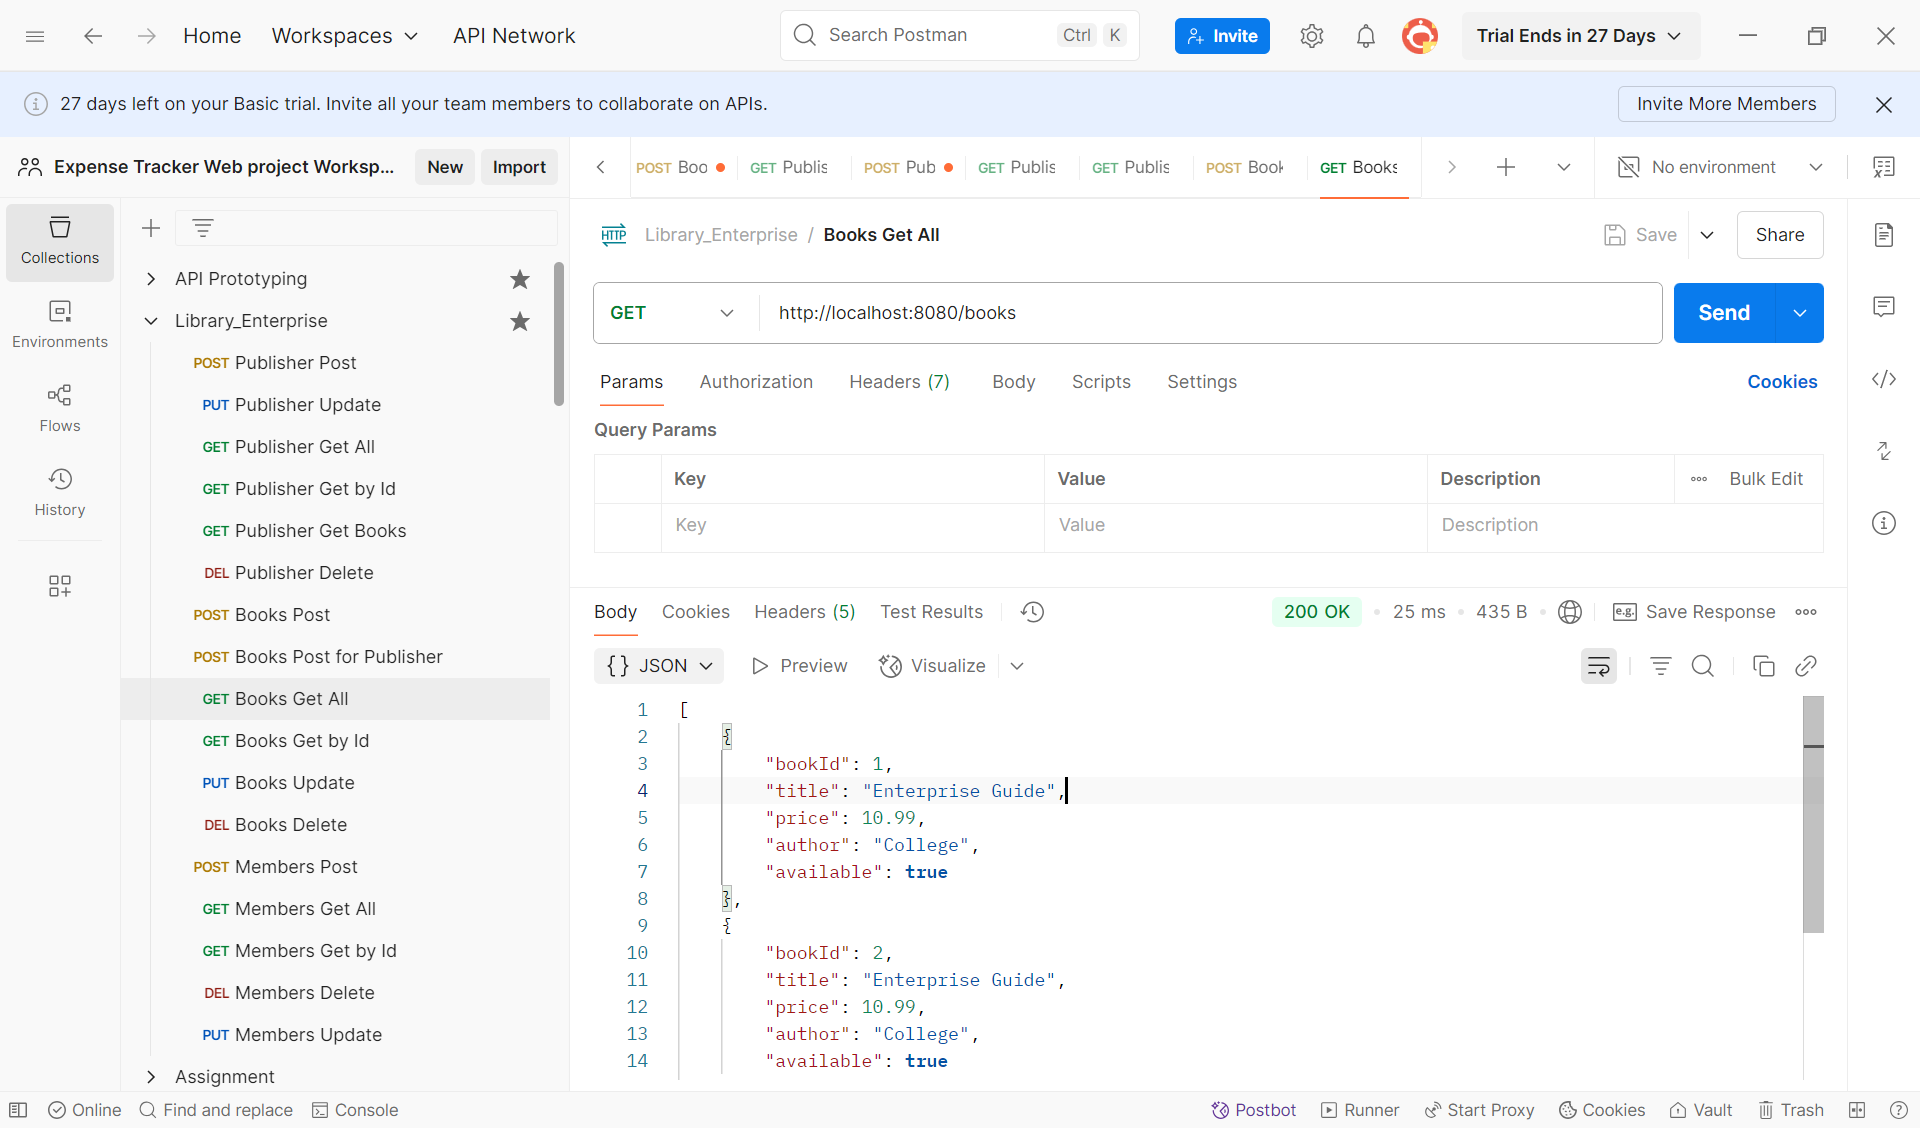 Home
Workspaces
API Network
Search Postman
Ctrl
K
Invite
Trial Ends in 27 Days
27 days left on your Basic trial. Invite all your team members to collaborate on APIs.
Invite More Members
Expense Tracker Web project Worksp...
New
Import
POST Boo
GET Publis
POST Pub
GET Publis
GET Publis
POST Book
GET Books
No environment
Collections
Environments
Flows
History
API Prototyping
Library_Enterprise
POST Publisher Post
PUT Publisher Update
GET Publisher Get All
GET Publisher Get by Id
GET Publisher Get Books
DEL Publisher Delete
POST Books Post
POST Books Post for Publisher
GET Books Get All
GET Books Get by Id
PUT Books Update
DEL Books Delete
POST Members Post
GET Members Get All
GET Members Get by Id
DEL Members Delete
PUT Members Update
Assignment
HTTP
Library_Enterprise / Books Get All
Save
Share
GET
http://localhost:8080/books
Send
Params
Authorization
Headers (7)
Body
Scripts
Settings
Cookies
Query Params
Key
Value
Description
Bulk Edit
Key
Value
Description
Body
Cookies
Headers (5)
Test Results
200 OK
25 ms
435 B
e.g.
Save Response
{} JSON
Preview
Visualize
1 [
2 {
3 "bookId": 1,
4 "title": "Enterprise Guide",
5 "price": 10.99,
6 "author": "College",
7 "available": true
8 },
9 {
10 "bookId": 2,
11 "title": "Enterprise Guide",
12 "price": 10.99,
13 "author": "College",
14 "available": true
Online
Find and replace
Console
Postbot
Runner
Start Proxy
Cookies
Vault
Trash